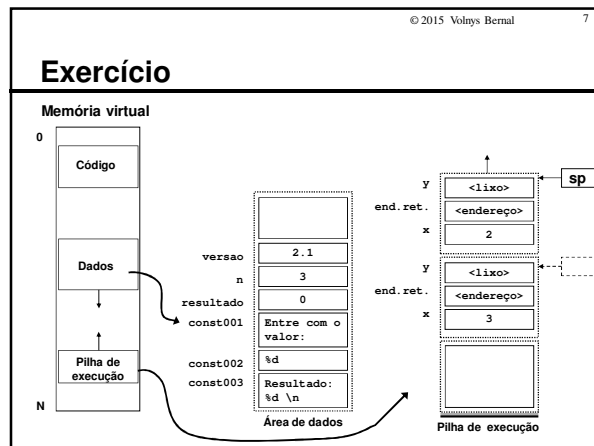 © 2015 Volnys Bernal 7
Exercício
Memória virtual
0
Código
Dados
Pilha de
execução
N
versao 2.1
n 3
resultado 0
const001 Entre com o
valor:
const002 %d
const003 Resultado:
%d \n
Área de dados
y <lixo>
end.ret. <endereço>
x 2
y <lixo>
end.ret. <endereço>
x 3
sp
Pilha de execução